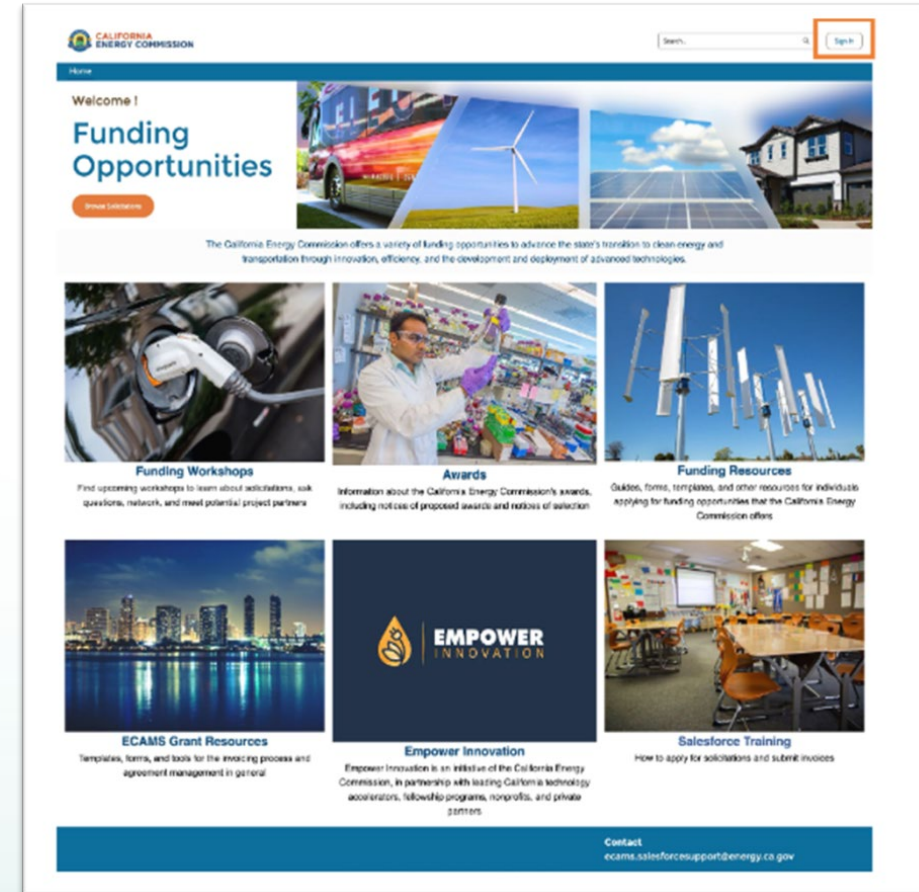 CALIFORNIA
ENERGY COMMISSION
Search...
Sign In
Home
Welcome !
Funding
Opportunities
Browse Solicitations
The California Energy Commission offers a variety of funding opportunities to advance the state's transition to clean energy and
transportation through innovation, efficiency, and the development and deployment of advanced technologies.
Funding Workshops
Find upcoming workshops to learn about solicitations, ask
questions, network, and meet potential project partners
Awards
Information about the California Energy Commission's awards,
including notices of proposed awards and notices of selection
Funding Resources
Guides, forms, templates, and other resources for individuals
applying for funding opportunities that the California Energy
Commission offers
ECAMS Grant Resources
Templates, forms, and tools for the invoicing process and
agreement management in general
EMPOWER
INNOVATION
Empower Innovation
Empower Innovation is an initiative of the California Energy
Commission, in partnership with leading California technology
accelerators, fellowship programs, nonprofits, and private
partners
Salesforce Training
How to apply for solicitations and submit invoices
Contact
ecams.salesforcesupport@energy.ca.gov